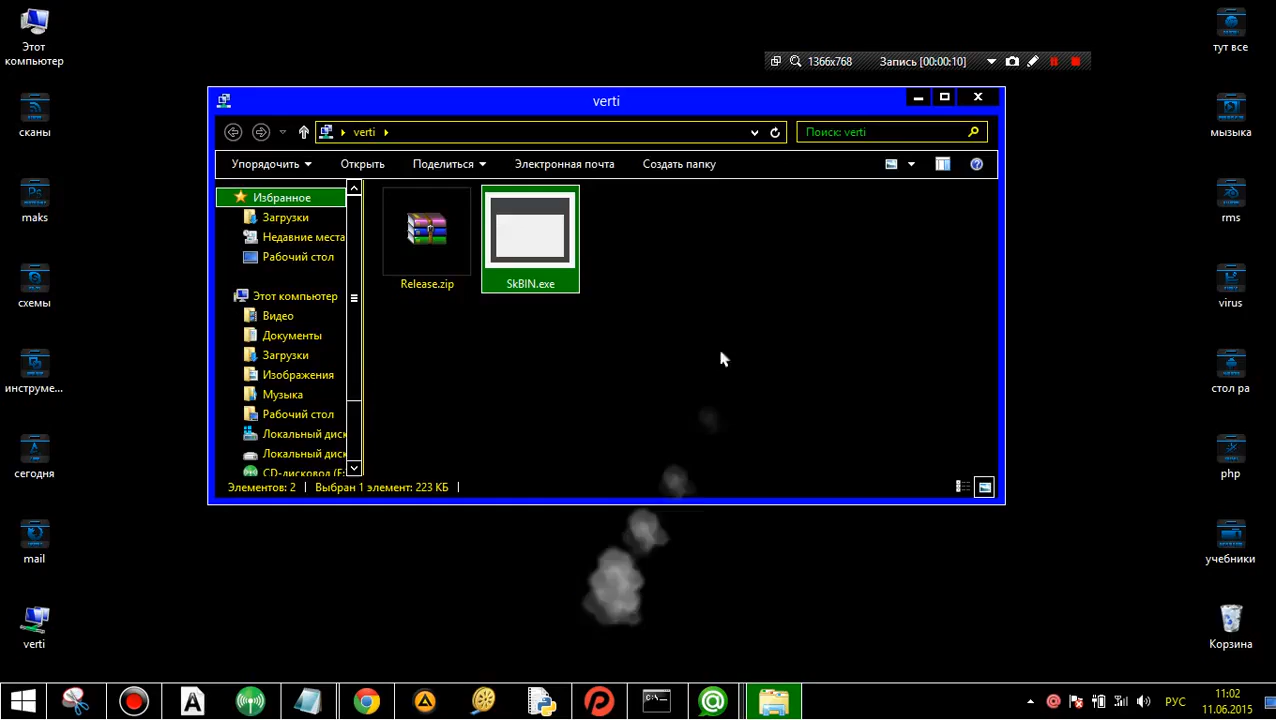 Этот
компьютер
сканы
maks
схемы
инструме...
сегодня
mail
verti
1366x768 Запись [00:00:10]
verti
verti
Поиск: verti
Упорядочить Открыть Поделиться Электронная почта Создать папку
Избранное
Загрузки
Недавние места
Рабочий стол
Этот компьютер
Видео
Документы
Загрузки
Изображения
Музыка
Рабочий стол
Локальный диск
Локальный диск
CD-дисковод (F:
Release.zip
SkBIN.exe
Элементов: 2 Выбран 1 элемент: 223 КБ
тут все
мызыка
rms
virus
стол ра
php
учебники
Корзина
A
C:\
РУС
11:02
11.06.2015